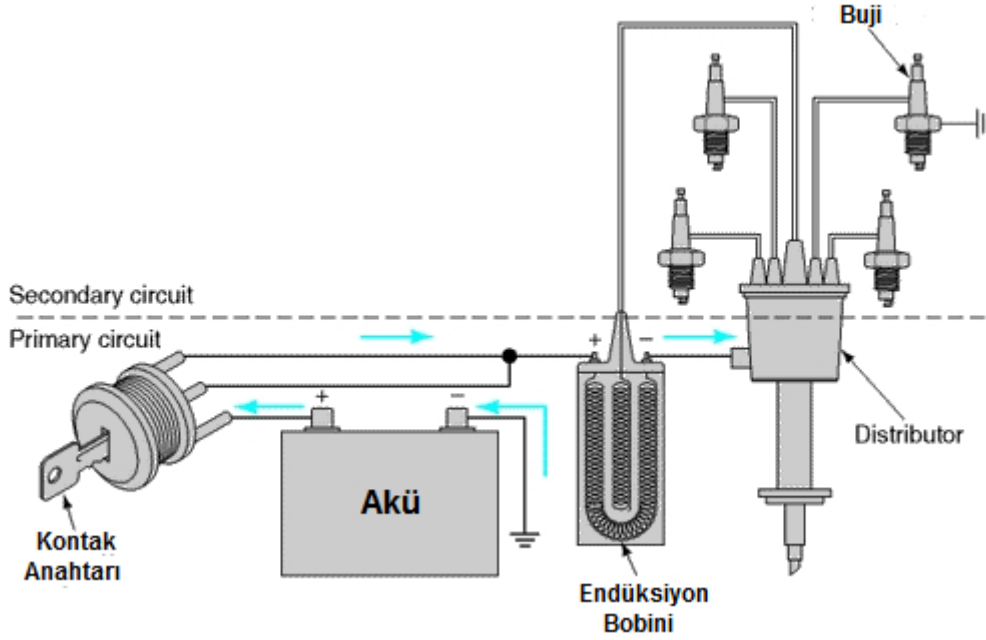 Buji
Secondary circuit
Primary circuit
+ −
+ −
Akü
Distributor
Kontak
Anahtarı
Endüksiyon
Bobini